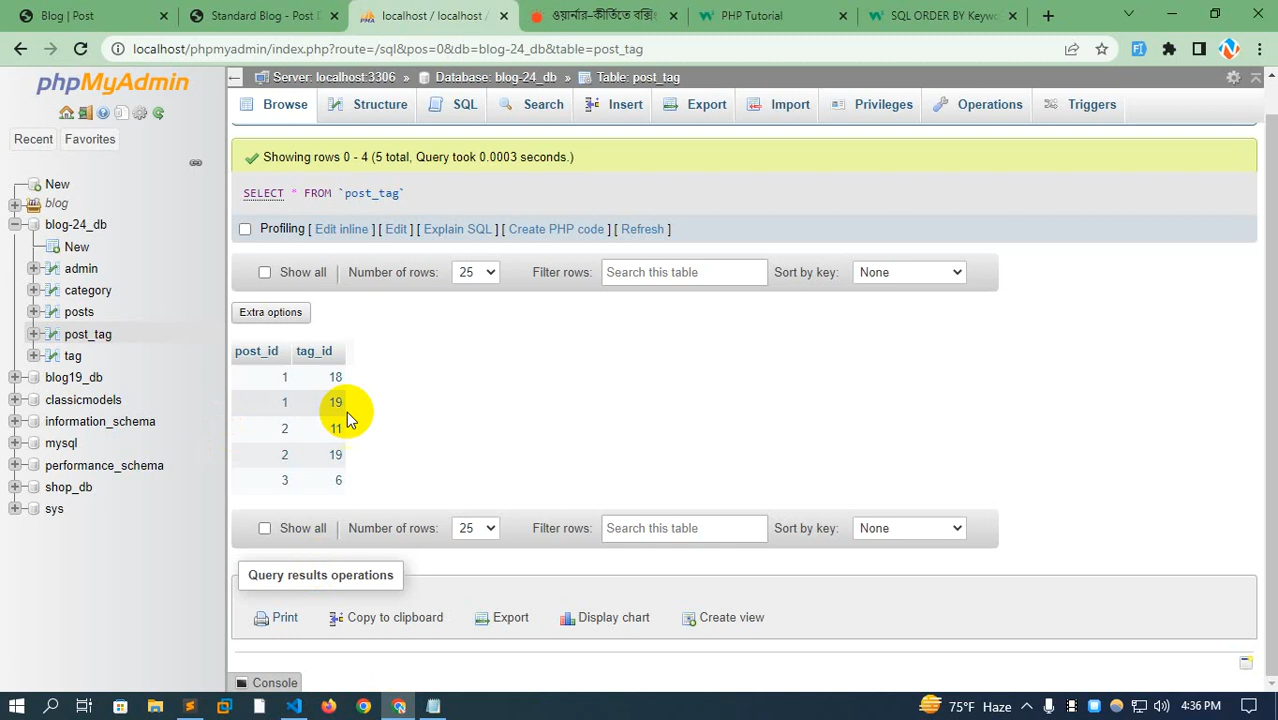 Blog | Post
Standard Blog - Post D
localhost / localhost /
ওয়ার্নার–কীর্তিতে বক্সিং
PHP Tutorial
SQL ORDER BY Keywo
localhost/phpmyadmin/index.php?route=/sql&pos=0&db=blog-24_db&table=post_tag
phpMyAdmin
Recent
Favorites
New
blog
blog-24_db
New
admin
category
posts
post_tag
tag
blog19_db
classicmodels
information_schema
mysql
performance_schema
shop_db
sys
Server: localhost:3306 » Database: blog-24_db » Table: post_tag
Browse Structure SQL Search Insert Export Import Privileges Operations Triggers
Showing rows 0 - 4 (5 total, Query took 0.0003 seconds.)
SELECT * FROM `post_tag`
Profiling [ Edit inline ] [ Edit ] [ Explain SQL ] [ Create PHP code ] [ Refresh ]
Show all Number of rows: 25 Filter rows: Search this table Sort by key: None
Extra options
post_id tag_id
1 18
1 19
2 11
2 19
3 6
Show all Number of rows: 25 Filter rows: Search this table Sort by key: None
Query results operations
Print Copy to clipboard Export Display chart Create view
Console
75°F Haze 4:36 PM